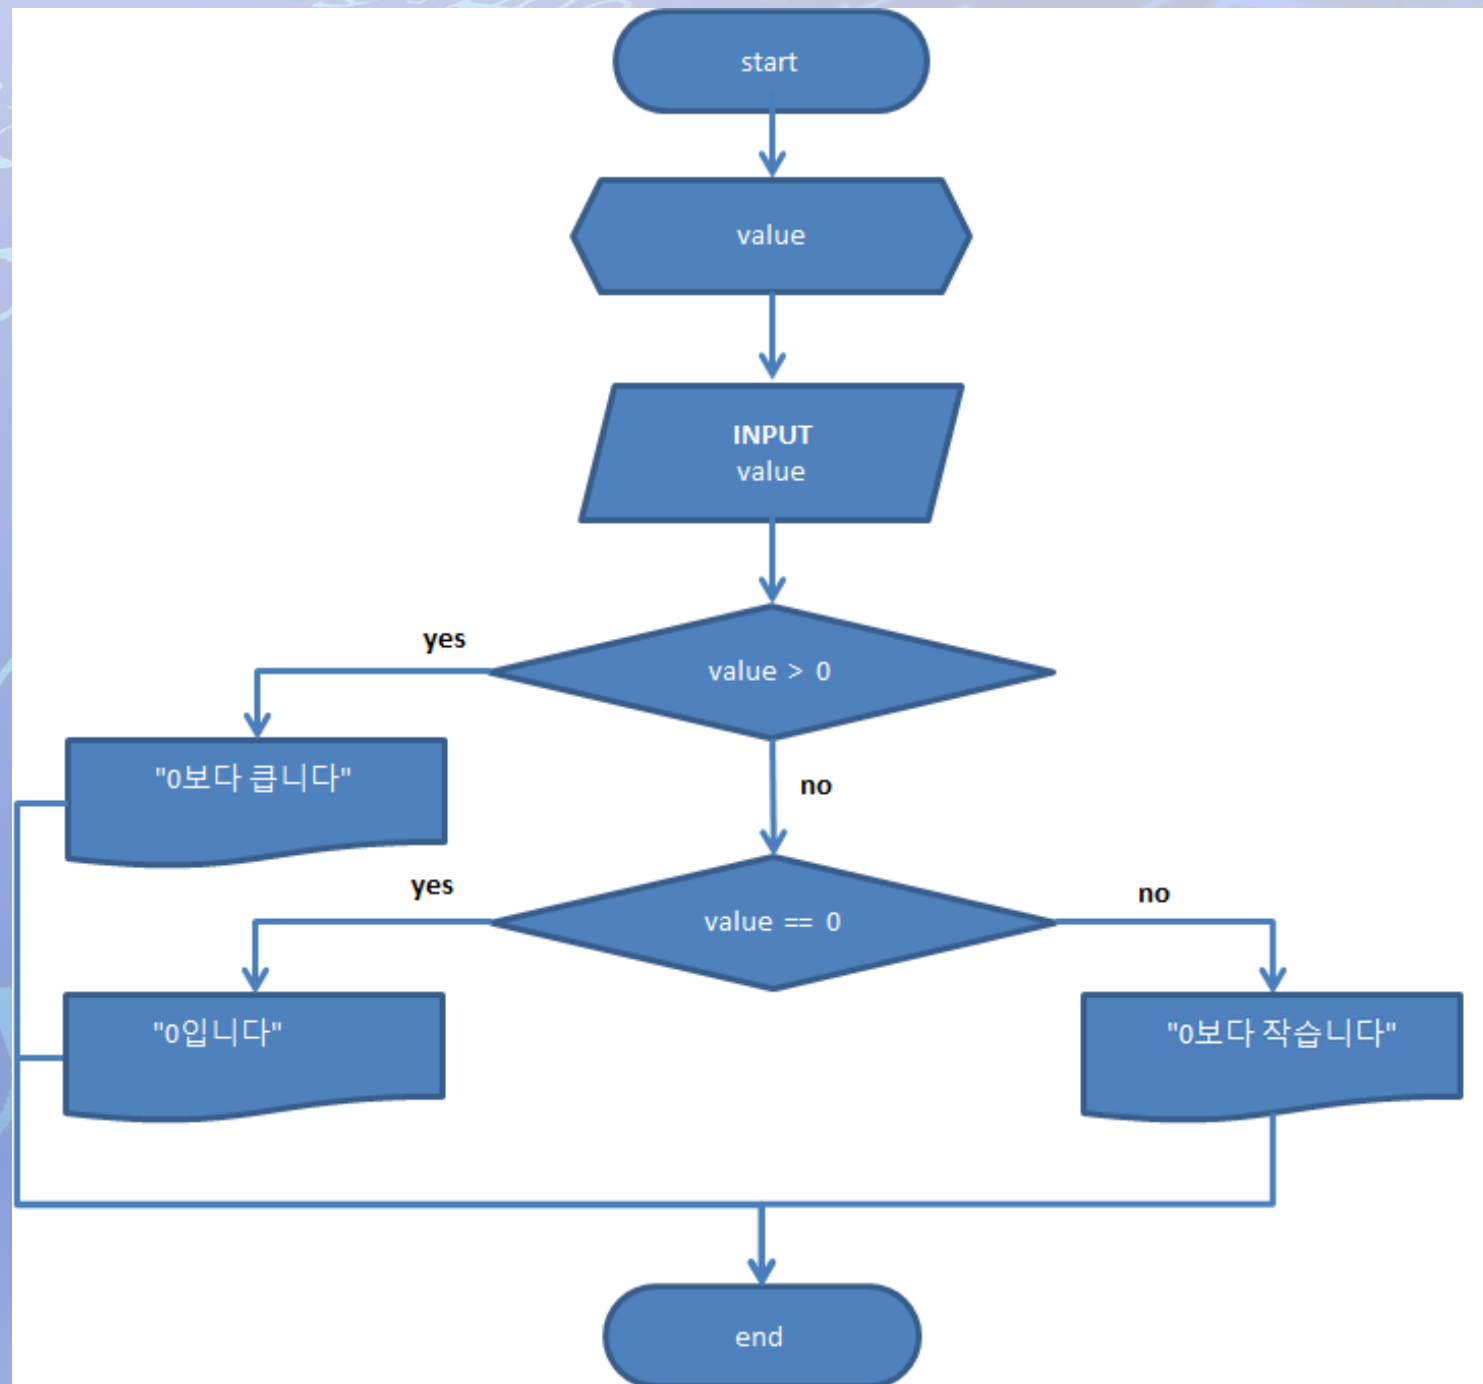 start
value
INPUT
value
yes
value > 0
"0보다 큽니다"
no
yes
value == 0
no
"0입니다"
"0보다 작습니다"
end